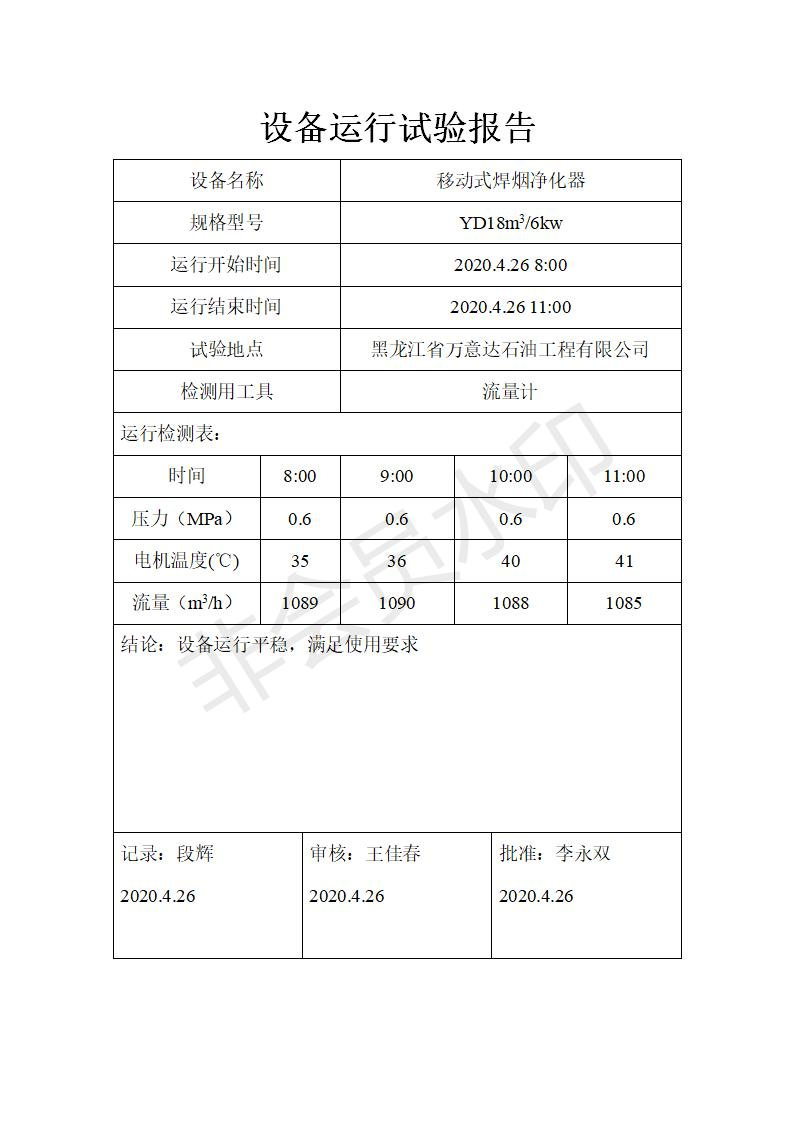 设备运行试验报告
设备名称 移动式焊烟净化器
规格型号 YD18m³/6kw
运行开始时间 2020.4.26 8:00
运行结束时间 2020.4.26 11:00
试验地点 黑龙江省万意达石油工程有限公司
检测用工具 流量计
运行检测表：
时间 8:00 9:00 10:00 11:00
压力（MPa） 0.6 0.6 0.6 0.6
电机温度(℃) 35 36 40 41
流量（m³/h） 1089 1090 1088 1085
结论：设备运行平稳，满足使用要求
记录：段辉 审核：王佳春 批准：李永双
2020.4.26 2020.4.26 2020.4.26
非会员水印